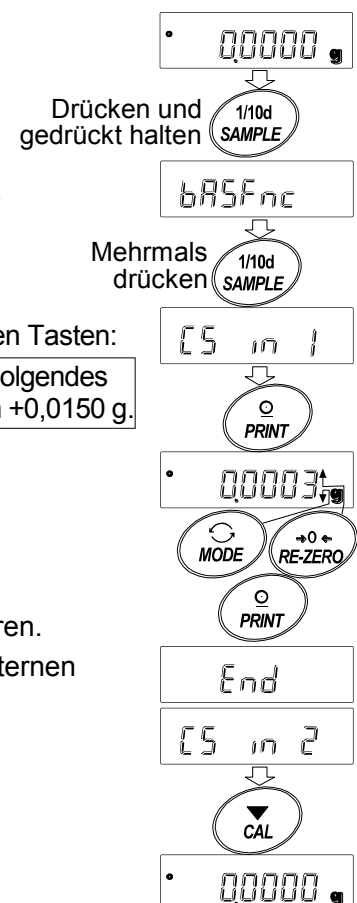 0.0000 g
Drücken und
gedrückt halten
1/10d
SAMPLE
bASFnc
Mehrmals
drücken
1/10d
SAMPLE
en Tasten:
CS in 1
olgendes
+0,0150 g.
PRINT
0.0003 g
MODE
→0←
RE-ZERO
PRINT
ren.
ternen
End
CS in 2
CAL
0.0000 g